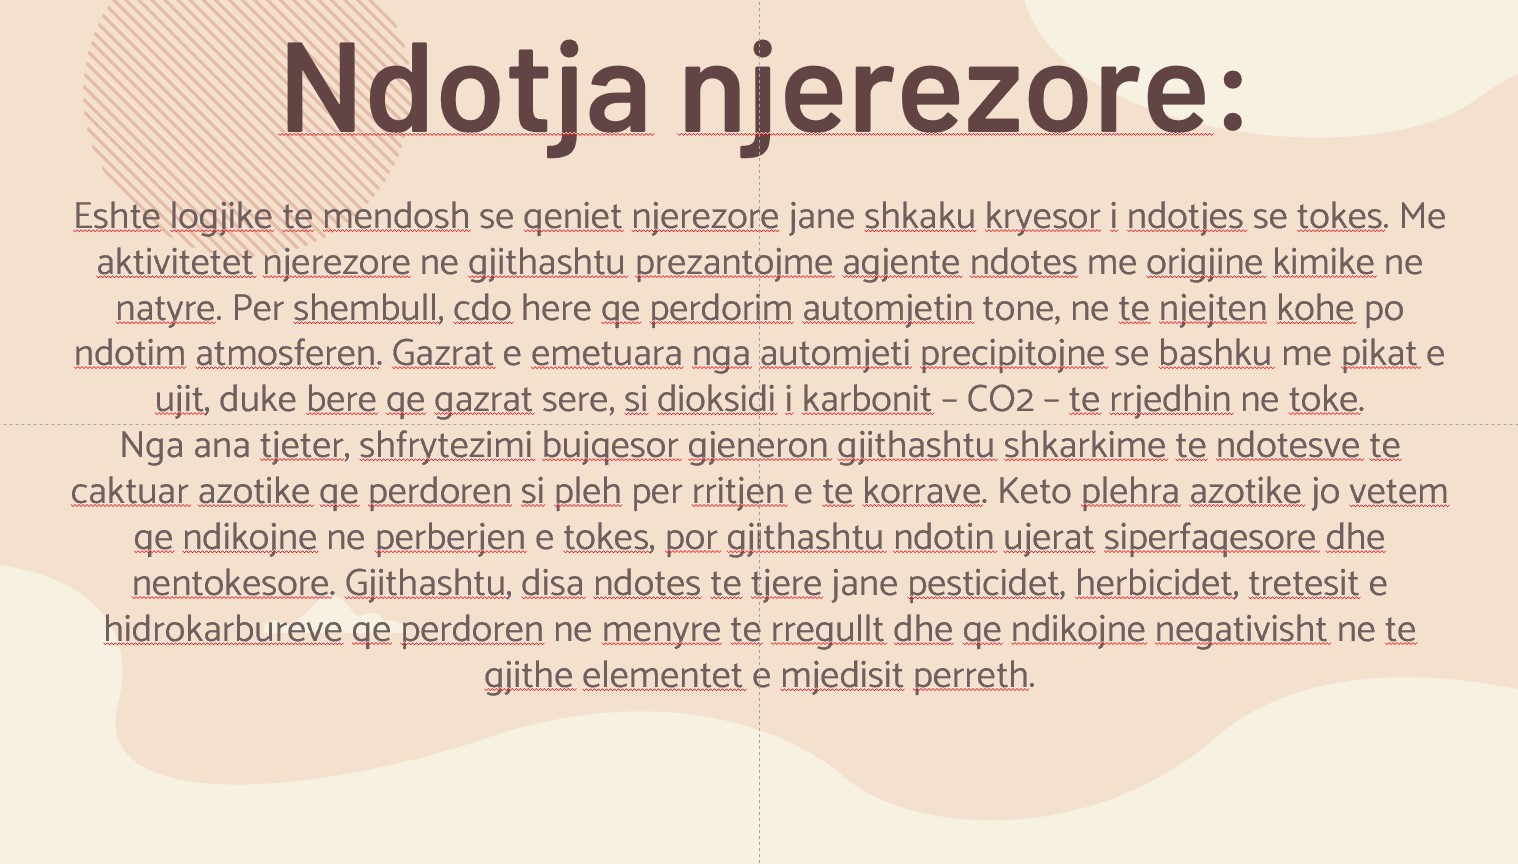 Ndotja njerezore:
Eshte logjike te mendosh se qeniet njerezore jane shkaku kryesor i ndotjes se tokes. Me
aktivitetet njerezore ne gjithashtu prezantojme agjente ndotes me origjine kimike ne
natyre. Per shembull, cdo here qe perdorim automjetin tone, ne te njejten kohe po
ndotim atmosferen. Gazrat e emetuara nga automjeti precipitojne se bashku me pikat e
ujit, duke bere qe gazrat sere, si dioksidi i karbonit – CO2 – te rrjedhin ne toke.
Nga ana tjeter, shfrytezimi bujqesor gjeneron gjithashtu shkarkime te ndotesve te
caktuar azotike qe perdoren si pleh per rritjen e te korrave. Keto plehra azotike jo vetem
qe ndikojne ne perberjen e tokes, por gjithashtu ndotin ujerat siperfaqesore dhe
nentokesore. Gjithashtu, disa ndotes te tjere jane pesticidet, herbicidet, tretesit e
hidrokarbureve qe perdoren ne menyre te rregullt dhe qe ndikojne negativisht ne te
gjithe elementet e mjedisit perreth.